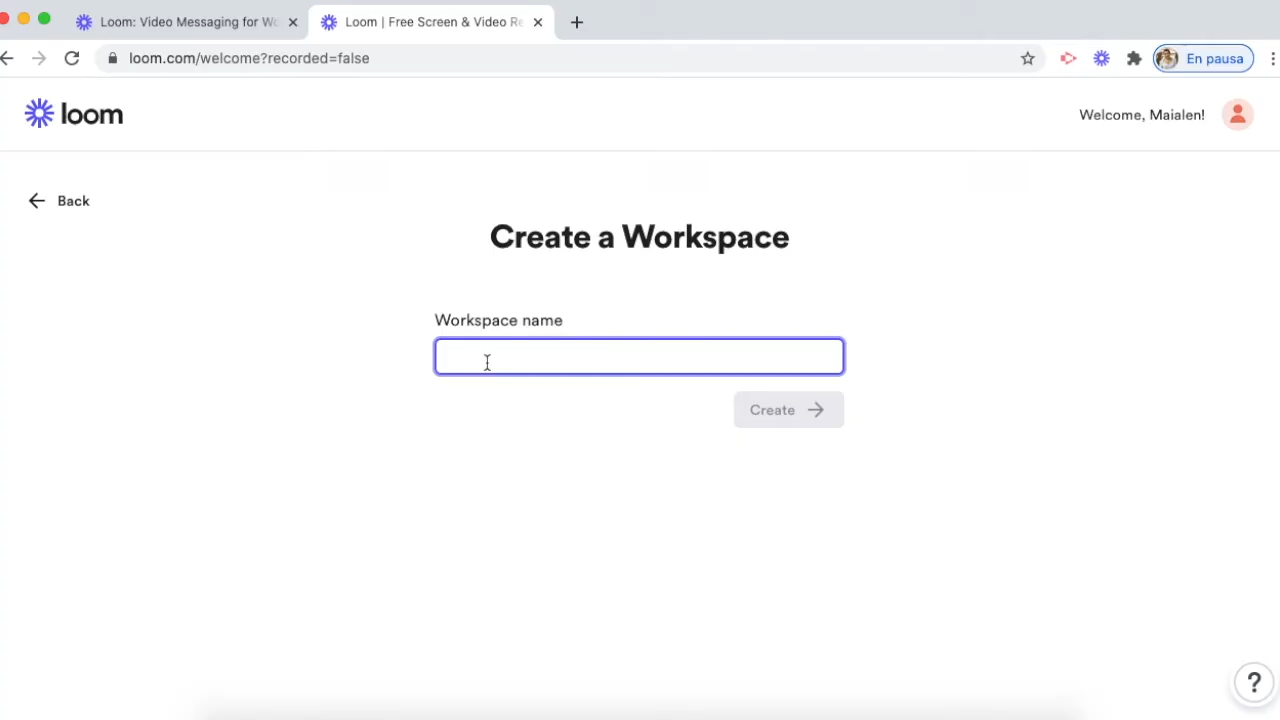 Loom: Video Messaging for Wo
Loom | Free Screen & Video Re
loom.com/welcome?recorded=false
En pausa
loom
Welcome, Maialen!
Back
Create a Workspace
Workspace name
Create
?